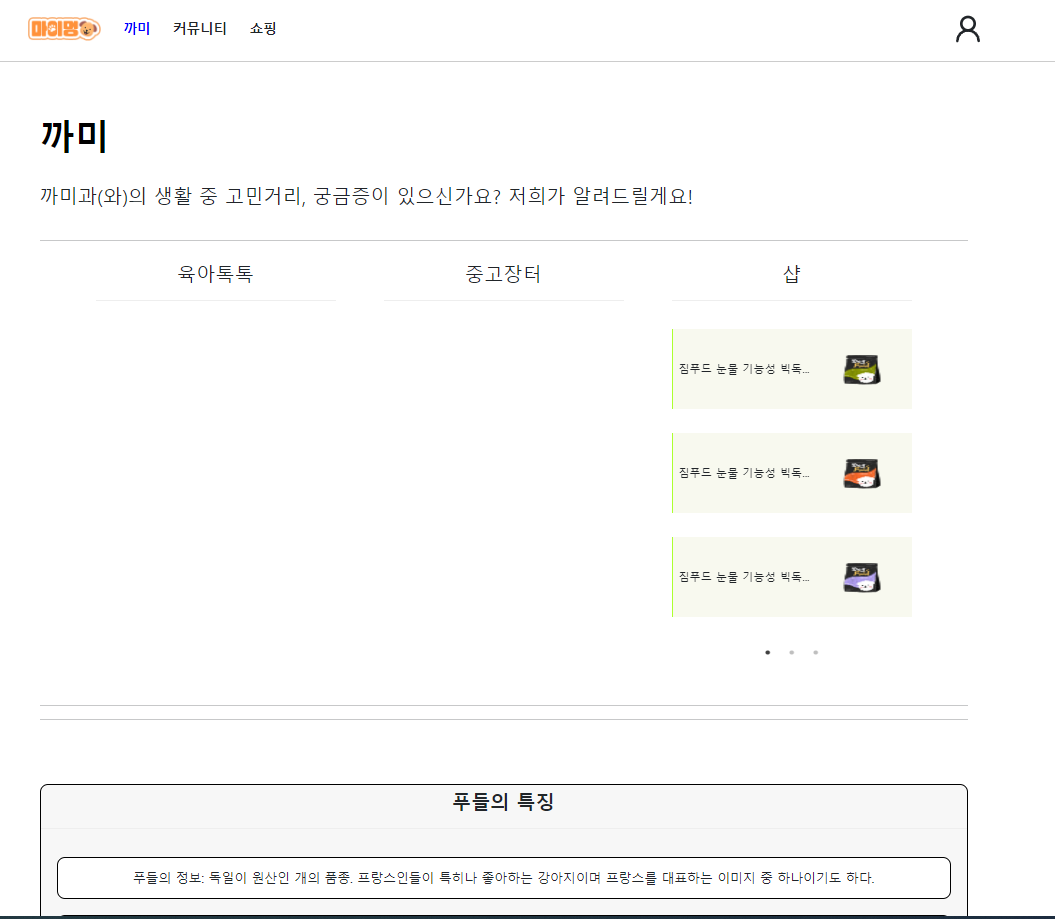 마이멍 까미 커뮤니티 쇼핑
까미
까미과(와)의 생활 중 고민거리, 궁금증이 있으신가요? 저희가 알려드릴게요!
육아톡톡 중고장터 샵
짐푸드 눈물 기능성 빅독...
짐푸드 눈물 기능성 빅독...
짐푸드 눈물 기능성 빅독...
푸들의 특징
푸들의 정보: 독일이 원산인 개의 품종. 프랑스인들이 특히나 좋아하는 강아지이며 프랑스를 대표하는 이미지 중 하나이기도 하다.